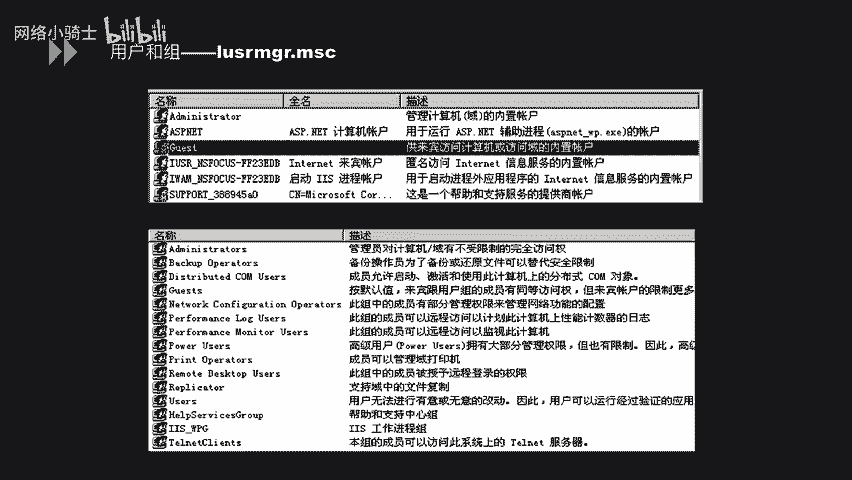 网络小骑士 bilibili
用户和组——lusrmgr.msc
名称 全名 描述
Administrator 管理计算机(域)的内置帐户
ASPNET ASP.NET 计算机帐户 用于运行 ASP.NET 辅助进程(aspnet_wp.exe)的帐户
Guest 供来宾访问计算机或访问域的内置帐户
IUSR_NSFOCUS-FF23EDB Internet 来宾帐户 匿名访问 Internet 信息服务的内置帐户
IWAM_NSFOCUS-FF23EDB 启动 IIS 进程帐户 用于启动进程外应用程序的 Internet 信息服务的内置帐户
SUPPORT_388945a0 CN=Microsoft Cor... 这是一个帮助和支持服务的提供商帐户
名称 描述
Administrators 管理员对计算机/域有不受限制的完全访问权
Backup Operators 备份操作员为了备份或还原文件可以替代安全限制
Distributed COM Users 成员允许启动、激活和使用此计算机上的分布式 COM 对象。
Guests 按默认值，来宾跟用户组的成员有同等访问权，但来宾帐户的限制更多
Network Configuration Operators 此组中的成员有部分管理权限来管理网络功能的配置
Performance Log Users 此组的成员可以远程访问以计划此计算机上性能计数器的日志
Performance Monitor Users 此组的成员可以远程访问以监视此计算机
Power Users 高级用户(Power Users)拥有大部分管理权限，但也有限制。因此，高级
Print Operators 成员可以管理域打印机
Remote Desktop Users 此组中的成员被授予远程登录的权限
Replicator 支持域中的文件复制
Users 用户无法进行有意或无意的改动。因此，用户可以运行经过验证的应用
HelpServicesGroup 帮助和支持中心组
IIS_WPG IIS 工作进程组
TelnetClients 本组的成员可以访问此系统上的 Telnet 服务器。